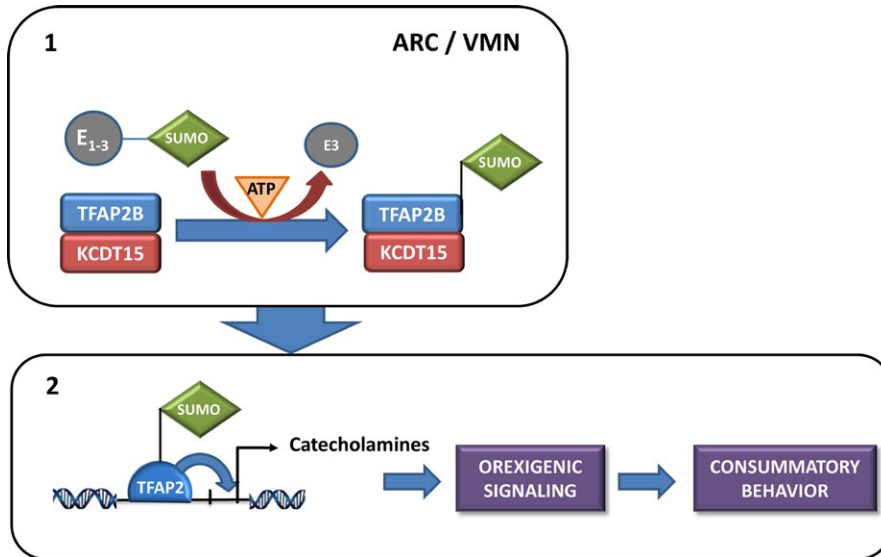 1
ARC / VMN
E1-3
SUMO
E3
ATP
SUMO
TFAP2B
KCDT15
TFAP2B
KCDT15
2
SUMO
Catecholamines
TFAP2
OREXIGENIC
SIGNALING
CONSUMMATORY
BEHAVIOR